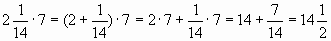 2 1/14 · 7 = (2 + 1/14) · 7 = 2 · 7 + 1/14 · 7 = 14 + 7/14 = 14 1/2